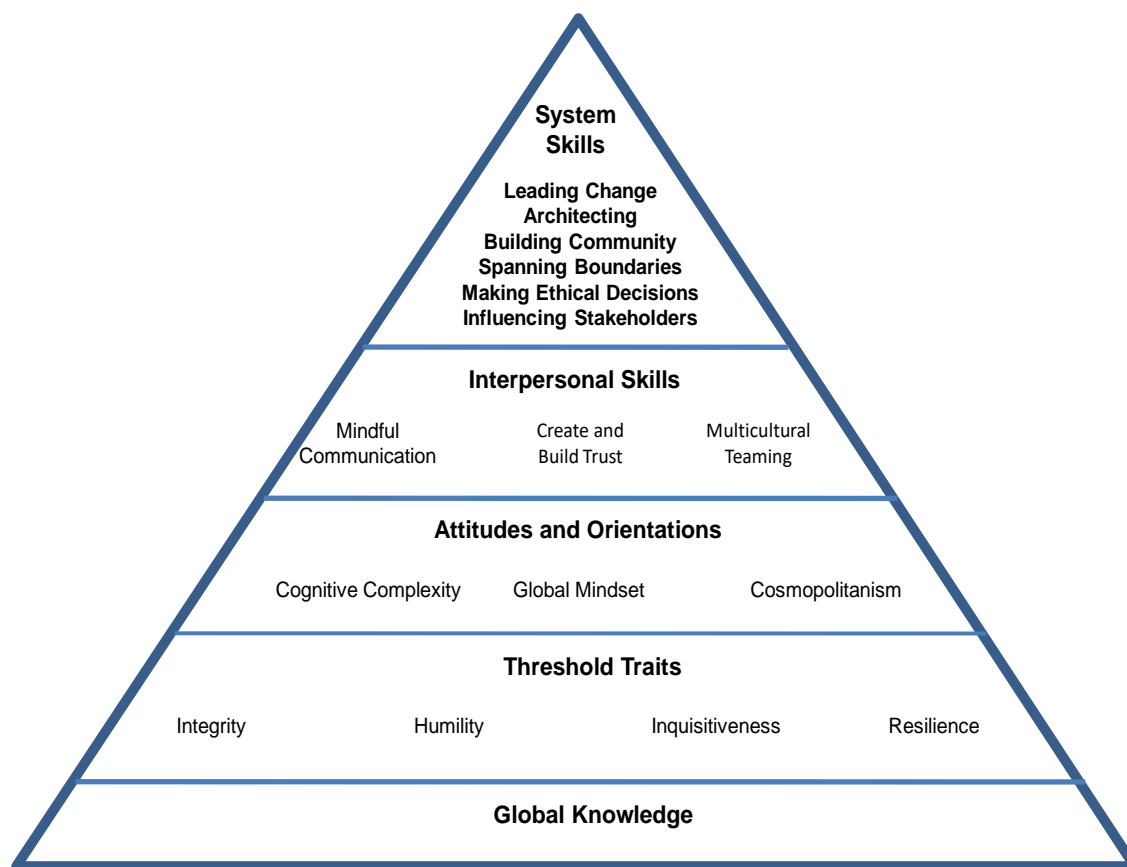 System
Skills
Leading Change
Architecting
Building Community
Spanning Boundaries
Making Ethical Decisions
Influencing Stakeholders
Interpersonal Skills
Mindful
Communication
Create and
Build Trust
Multicultural
Teaming
Attitudes and Orientations
Cognitive Complexity Global Mindset Cosmopolitanism
Threshold Traits
Integrity Humility Inquisitiveness Resilience
Global Knowledge